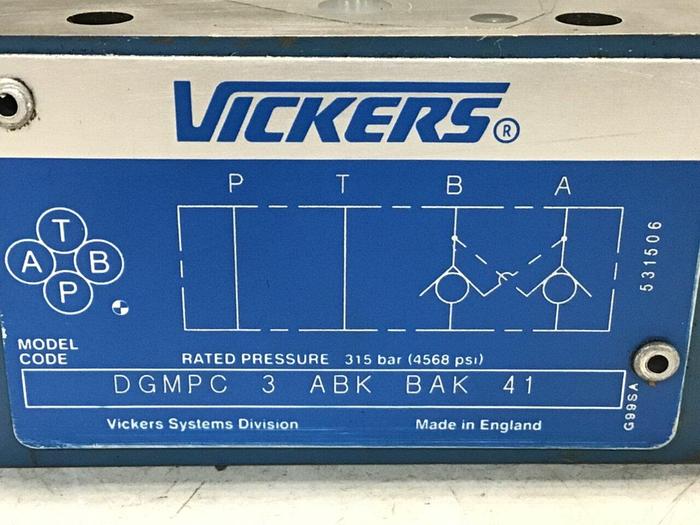 VICKERS®
P T B A
T
A B
P
531506
MODEL
CODE
RATED PRESSURE 315 bar (4568 psi)
DGMPC 3 ABK BAK 41
G99SA
Vickers Systems Division Made in England